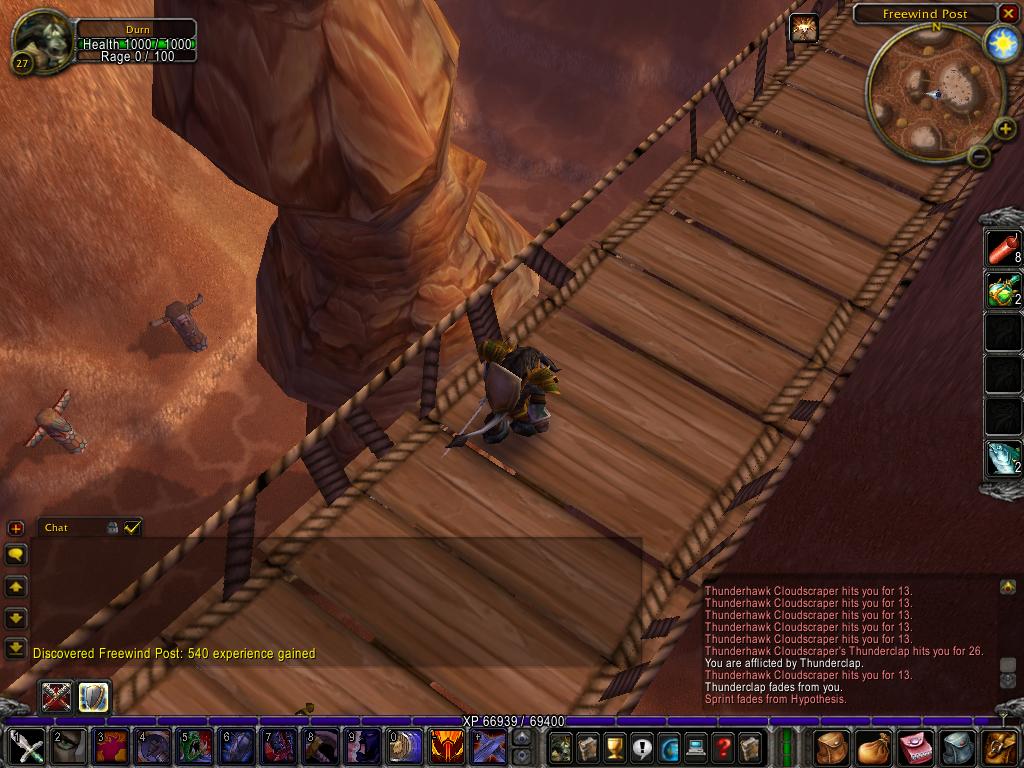 Durn
Health 1000 / 1000
Rage 0 / 100
27
Freewind Post
N
8
2
2
Chat
Discovered Freewind Post: 540 experience gained
Thunderhawk Cloudscraper hits you for 13.
Thunderhawk Cloudscraper hits you for 13.
Thunderhawk Cloudscraper hits you for 13.
Thunderhawk Cloudscraper hits you for 13.
Thunderhawk Cloudscraper hits you for 13.
Thunderhawk Cloudscraper's Thunderclap hits you for 26.
You are afflicted by Thunderclap.
Thunderhawk Cloudscraper hits you for 13.
Thunderclap fades from you.
Sprint fades from Hypothesis.
XP 66939 / 69400
1 2 3 4 5 6 7 8 9 0 - +